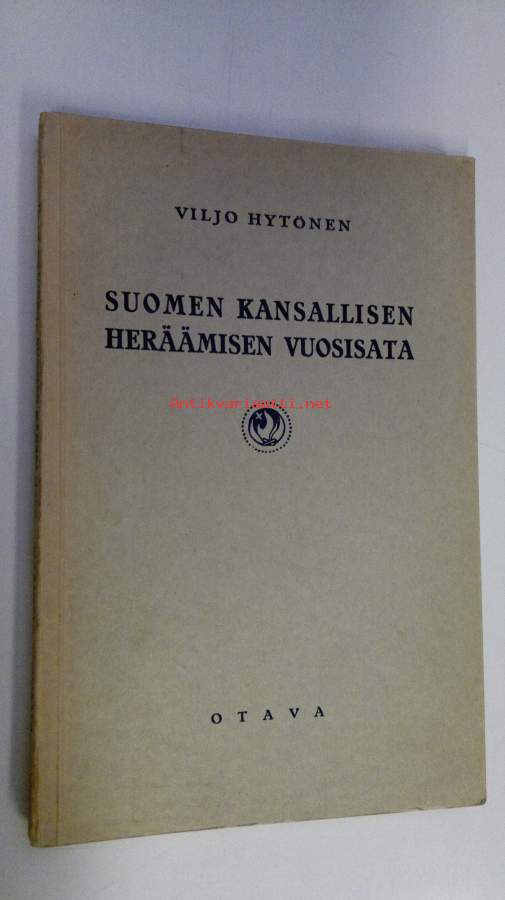 VILJO HYTÖNEN
SUOMEN KANSALLISEN
HERÄÄMISEN VUOSISATA
Antikvariaatti.net
OTAVA